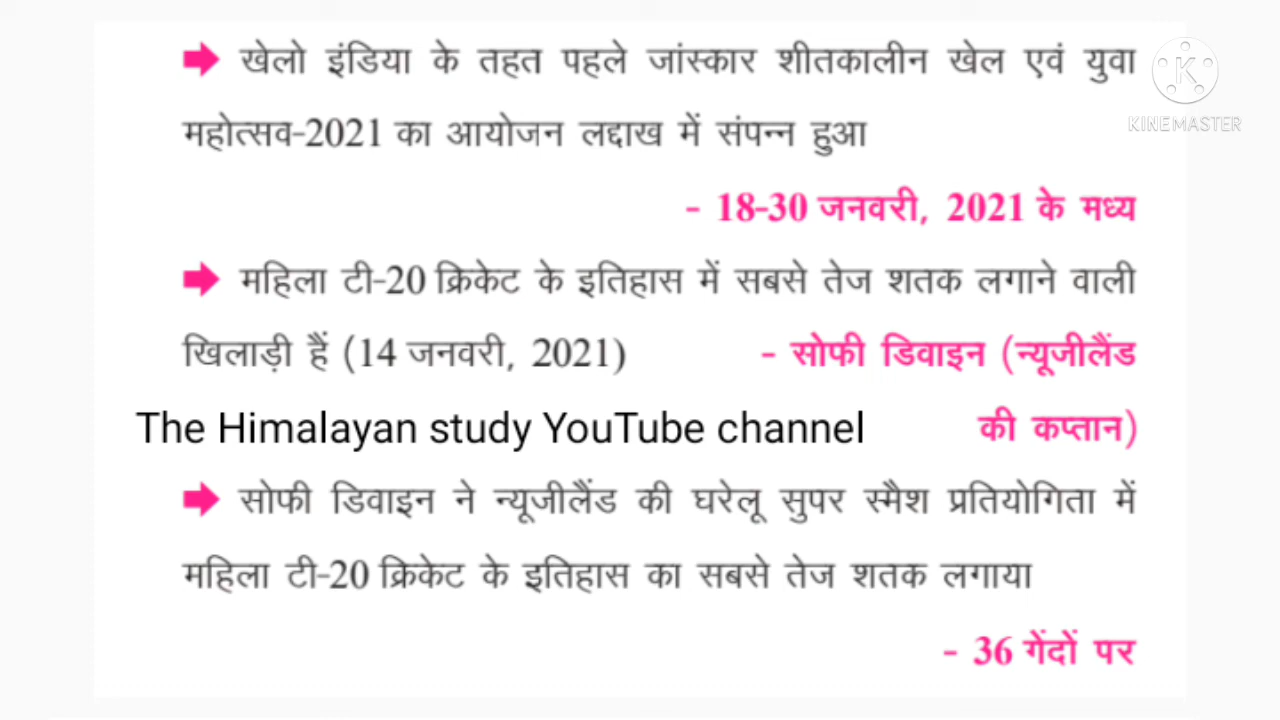 ➡ खेलो इंडिया के तहत पहले जांस्कार शीतकालीन खेल एवं युवा
महोत्सव-2021 का आयोजन लद्दाख में संपन्न हुआ
- 18-30 जनवरी, 2021 के मध्य
➡ महिला टी-20 क्रिकेट के इतिहास में सबसे तेज शतक लगाने वाली
खिलाड़ी हैं (14 जनवरी, 2021) - सोफी डिवाइन (न्यूजीलैंड
The Himalayan study YouTube channel की कप्तान)
➡ सोफी डिवाइन ने न्यूजीलैंड की घरेलू सुपर स्मैश प्रतियोगिता में
महिला टी-20 क्रिकेट के इतिहास का सबसे तेज शतक लगाया
- 36 गेंदों पर
K
KINEMASTER